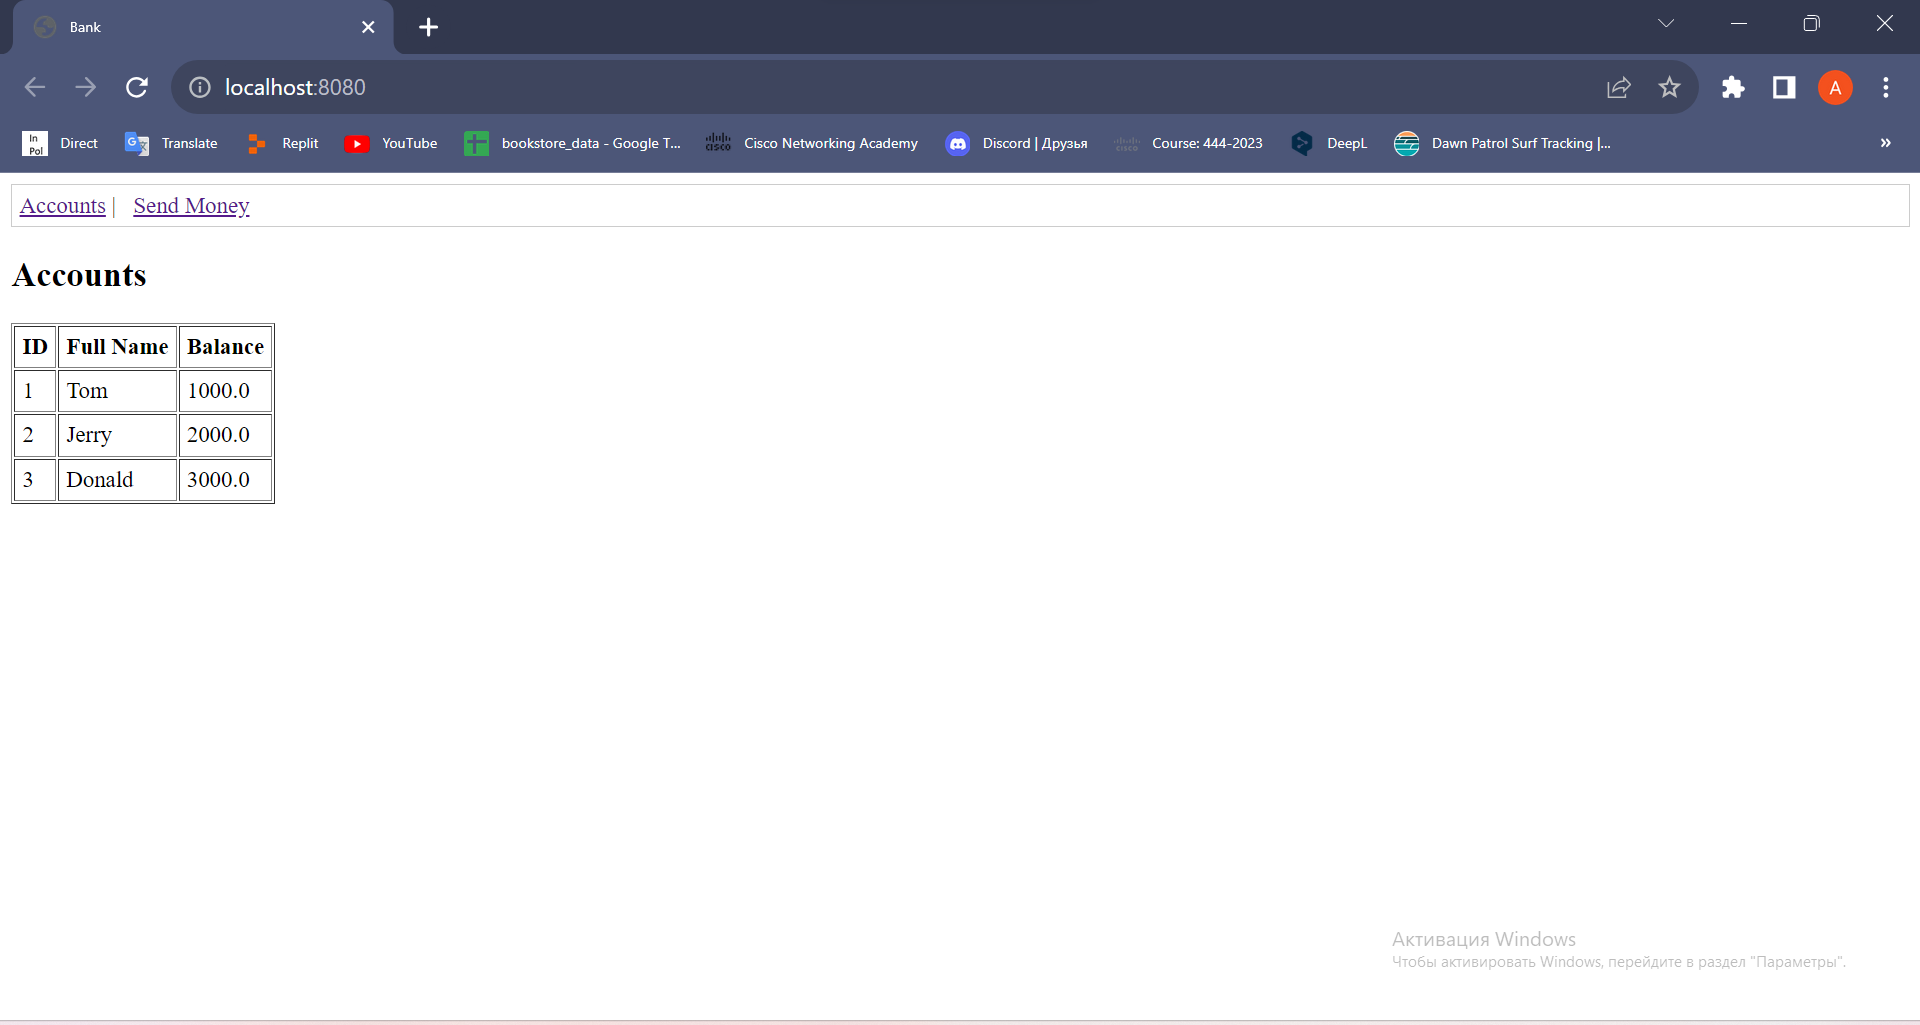 Bank
localhost:8080
In
Pol
Direct
Translate
Replit
YouTube
bookstore_data - Google T...
cisco
Cisco Networking Academy
Discord | Друзья
cisco
Course: 444-2023
DeepL
Dawn Patrol Surf Tracking |...
»
A
Accounts | Send Money
Accounts
ID Full Name Balance
1 Tom 1000.0
2 Jerry 2000.0
3 Donald 3000.0
Активация Windows
Чтобы активировать Windows, перейдите в раздел "Параметры".